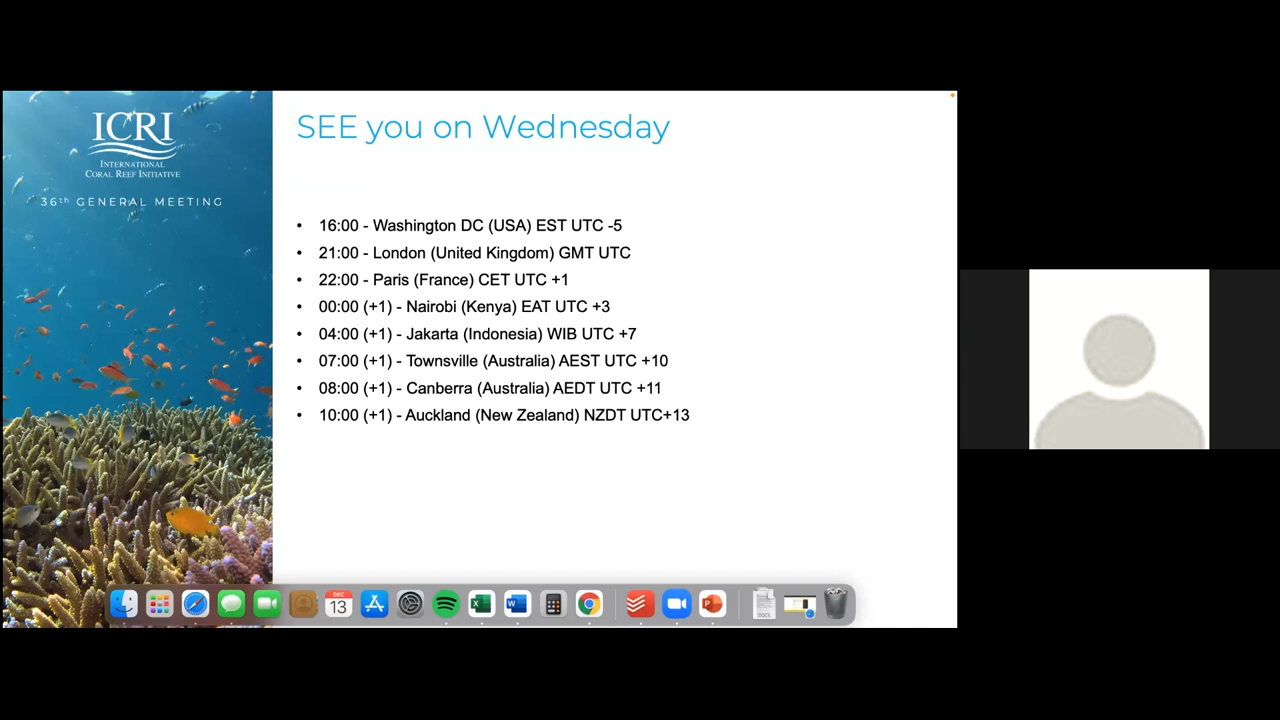 ICRI
INTERNATIONAL
CORAL REEF INITIATIVE
36th GENERAL MEETING
SEE you on Wednesday
• 16:00 - Washington DC (USA) EST UTC -5
• 21:00 - London (United Kingdom) GMT UTC
• 22:00 - Paris (France) CET UTC +1
• 00:00 (+1) - Nairobi (Kenya) EAT UTC +3
• 04:00 (+1) - Jakarta (Indonesia) WIB UTC +7
• 07:00 (+1) - Townsville (Australia) AEST UTC +10
• 08:00 (+1) - Canberra (Australia) AEDT UTC +11
• 10:00 (+1) - Auckland (New Zealand) NZDT UTC+13
DEC
13